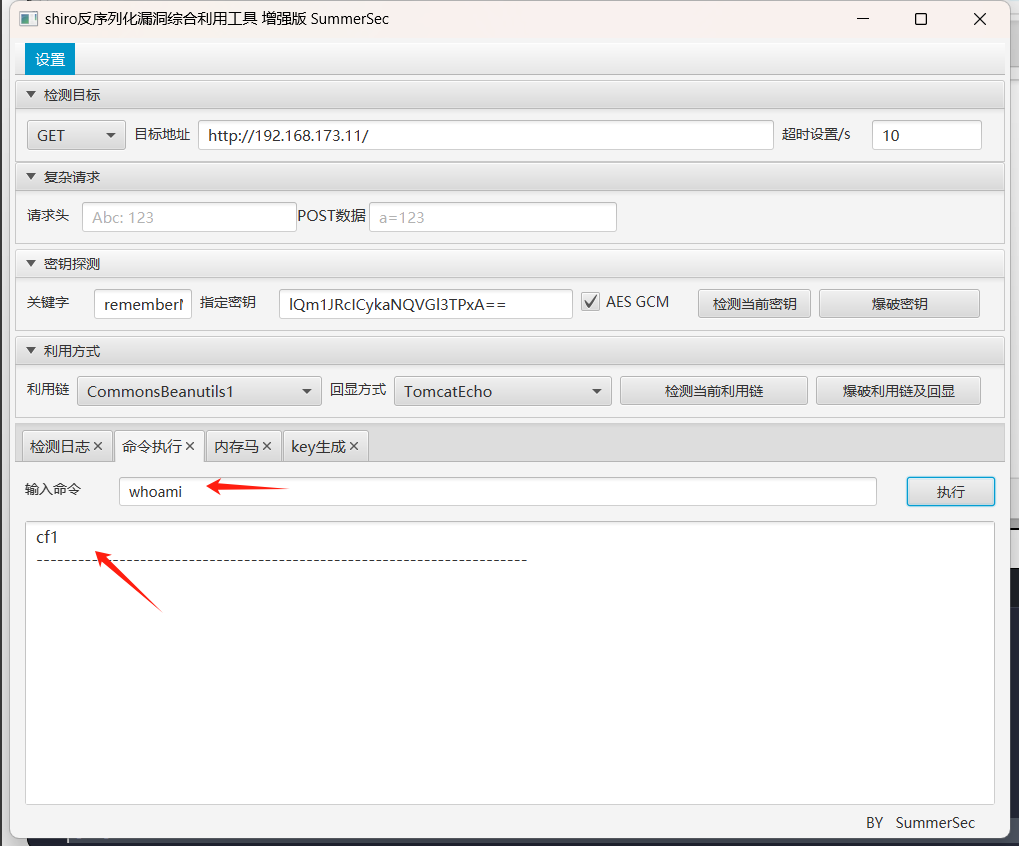 shiro反序列化漏洞综合利用工具 增强版 SummerSec
设置
检测目标
GET 目标地址 http://192.168.173.11/ 超时设置/s 10
复杂请求
请求头 Abc: 123 POST数据 a=123
密钥探测
关键字 rememberM 指定密钥 lQm1JRcICykaNQVGl3TPxA== AES GCM 检测当前密钥 爆破密钥
利用方式
利用链 CommonsBeanutils1 回显方式 TomcatEcho 检测当前利用链 爆破利用链及回显
检测日志 命令执行 内存马 key生成
输入命令 whoami 执行
cf1
-----------------------------------------------------------------------
BY SummerSec